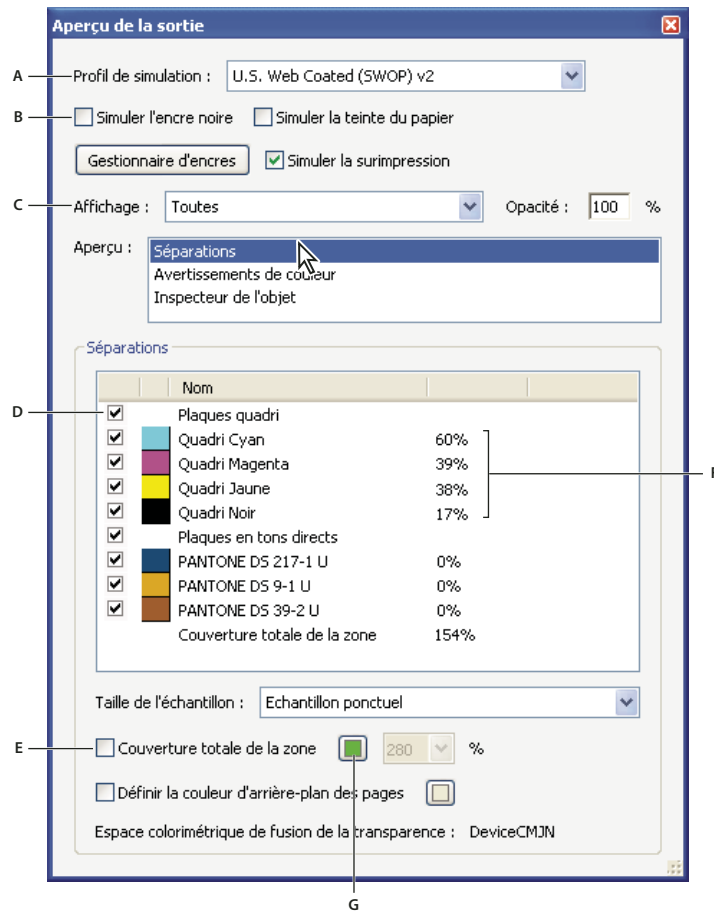 Aperçu de la sortie
A Profil de simulation : U.S. Web Coated (SWOP) v2
B Simuler l'encre noire Simuler la teinte du papier
Gestionnaire d'encres Simuler la surimpression
C Affichage : Toutes Opacité : 100 %
Aperçu : Séparations
Avertissements de couleur
Inspecteur de l'objet
Séparations
Nom
D Plaques quadri
Quadri Cyan 60%
Quadri Magenta 39%
F
Quadri Jaune 38%
Quadri Noir 17%
Plaques en tons directs
PANTONE DS 217-1 U 0%
PANTONE DS 9-1 U 0%
PANTONE DS 39-2 U 0%
Couverture totale de la zone 154%
Taille de l'échantillon : Echantillon ponctuel
E Couverture totale de la zone 280 %
Définir la couleur d'arrière-plan des pages
Espace colorimétrique de fusion de la transparence : DeviceCMJN
G